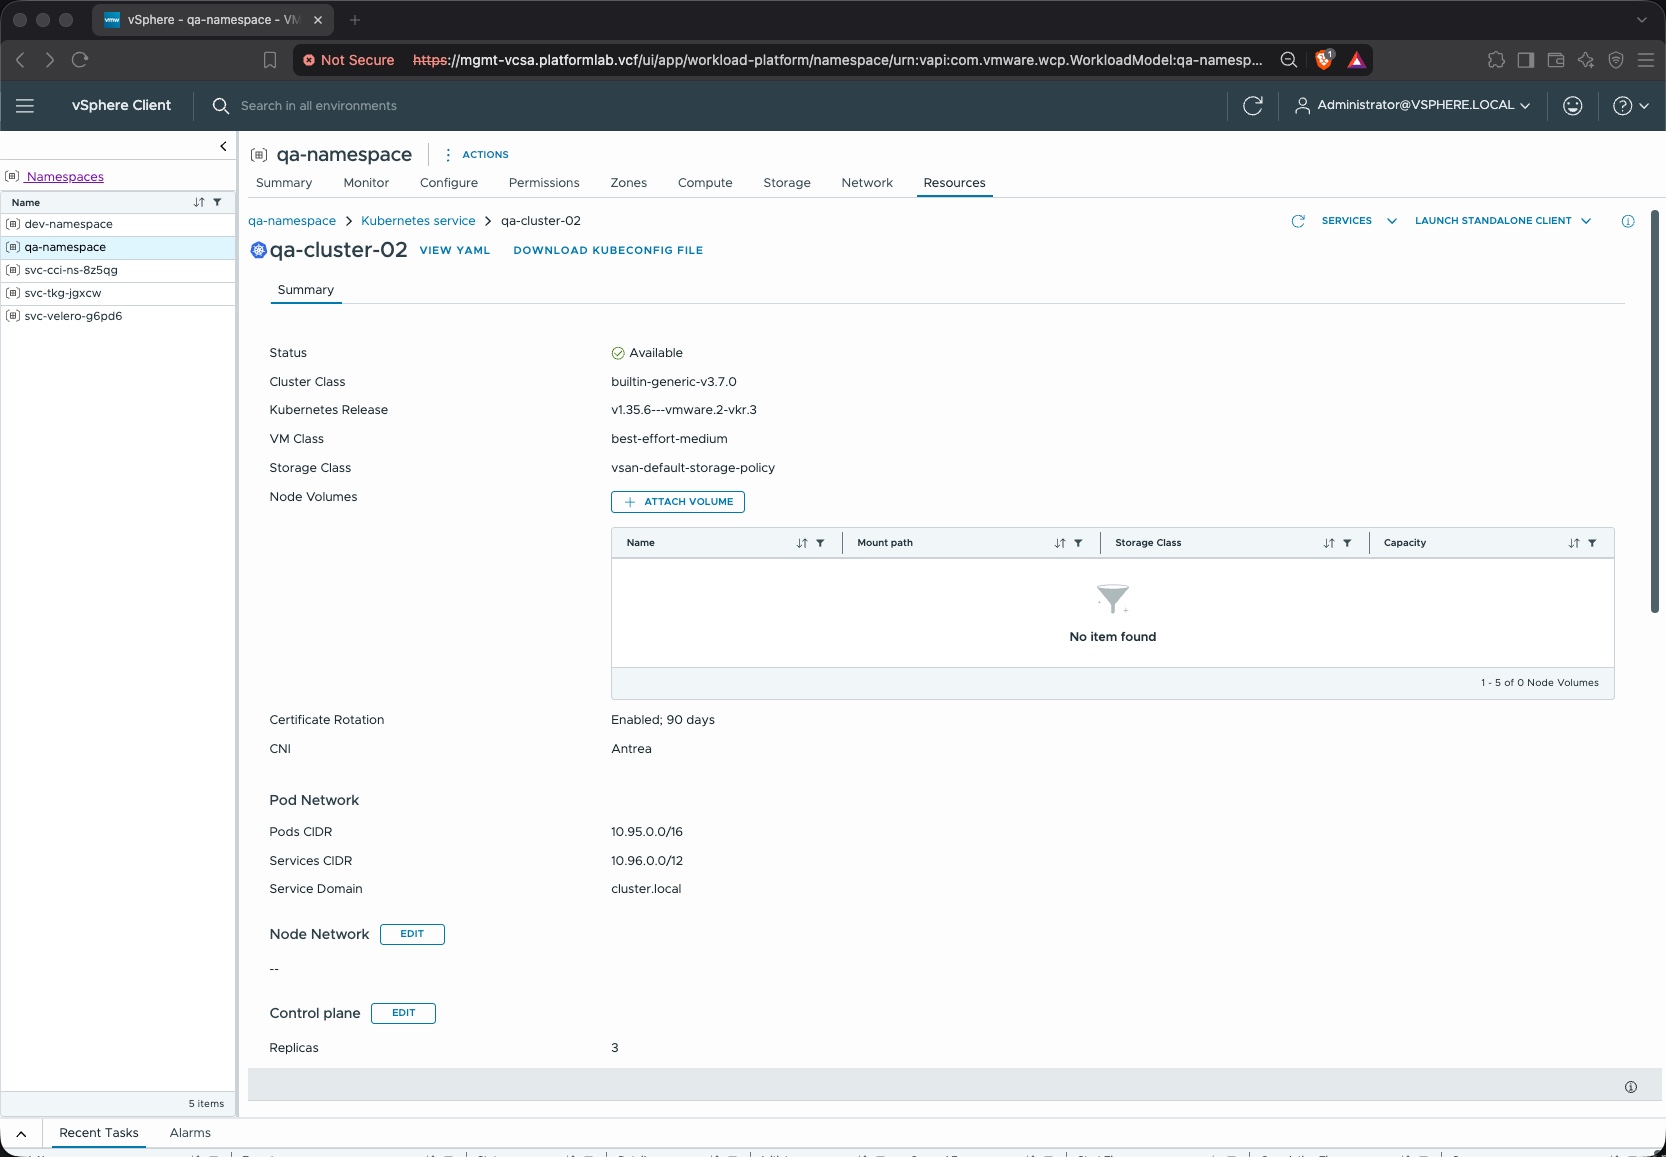 vSphere - qa-namespace - VM
Not Secure https://mgmt-vcsa.platformlab.vcf/ui/app/workload-platform/namespace/urn:vapi:com.vmware.wcp.WorkloadModel:qa-namesp... 1
vSphere Client Search in all environments Administrator@VSPHERE.LOCAL
Namespaces
Name
dev-namespace
qa-namespace
svc-cci-ns-8z5qg
svc-tkg-jgxcw
svc-velero-g6pd6
5 items
qa-namespace ACTIONS
Summary Monitor Configure Permissions Zones Compute Storage Network Resources
qa-namespace > Kubernetes service > qa-cluster-02 SERVICES LAUNCH STANDALONE CLIENT
qa-cluster-02 VIEW YAML DOWNLOAD KUBECONFIG FILE
Summary
Status Available
Cluster Class builtin-generic-v3.7.0
Kubernetes Release v1.35.6---vmware.2-vkr.3
VM Class best-effort-medium
Storage Class vsan-default-storage-policy
Node Volumes + ATTACH VOLUME
Name Mount path Storage Class Capacity
No item found
1 - 5 of 0 Node Volumes
Certificate Rotation Enabled; 90 days
CNI Antrea
Pod Network
Pods CIDR 10.95.0.0/16
Services CIDR 10.96.0.0/12
Service Domain cluster.local
Node Network EDIT
--
Control plane EDIT
Replicas 3
Recent Tasks Alarms